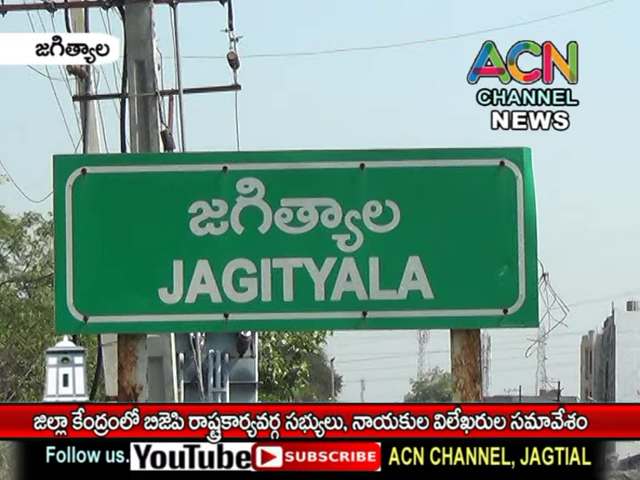 జగిత్యాల
ACN
CHANNEL
NEWS
జగిత్యాల
JAGITYALA
జిల్లా కేంద్రంలో బిజెపి రాష్ట్రకార్యవర్గ సభ్యులు, నాయకుల విలేఖరుల సమావేశం
Follow us. YouTube SUBSCRIBE ACN CHANNEL, JAGTIAL